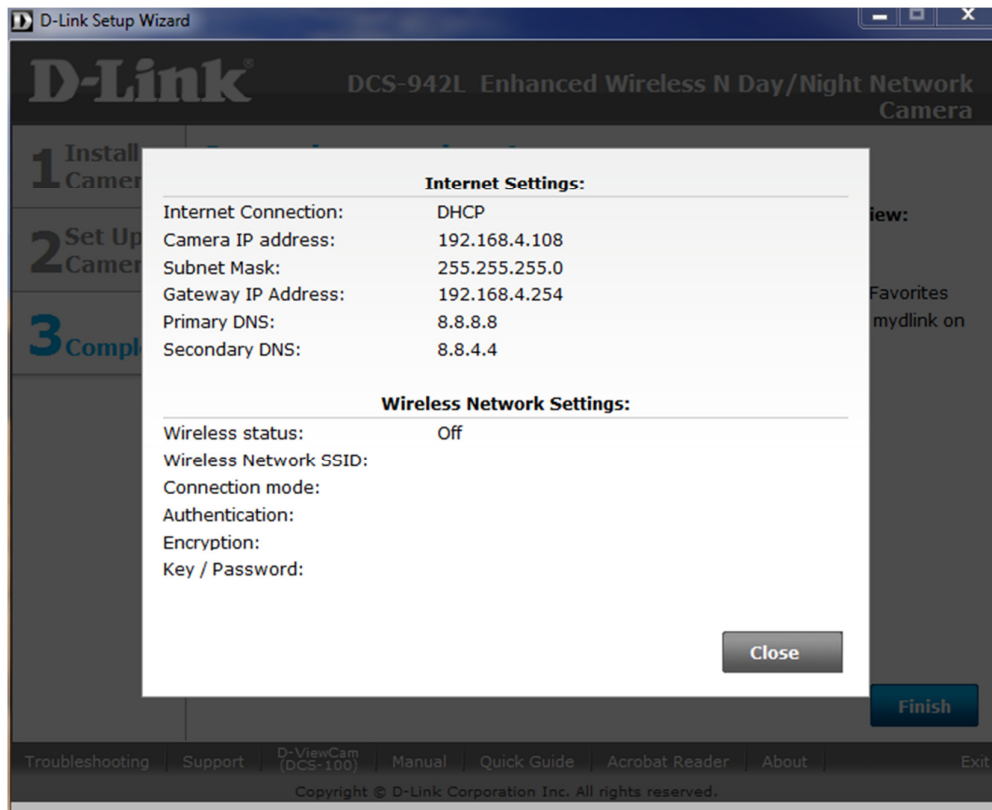 D-Link Setup Wizard
D-Link®
DCS-942L Enhanced Wireless N Day/Night Network
Camera
1 Install
Camer
2 Set Up
Camer
3 Compl
iew:
Favorites
mydlink on
Internet Settings:
Internet Connection: DHCP
Camera IP address: 192.168.4.108
Subnet Mask: 255.255.255.0
Gateway IP Address: 192.168.4.254
Primary DNS: 8.8.8.8
Secondary DNS: 8.8.4.4
Wireless Network Settings:
Wireless status: Off
Wireless Network SSID:
Connection mode:
Authentication:
Encryption:
Key / Password:
Close
Finish
Troubleshooting Support D-ViewCam (DCS-100) Manual Quick Guide Acrobat Reader About Exit
Copyright © D-Link Corporation Inc. All rights reserved.